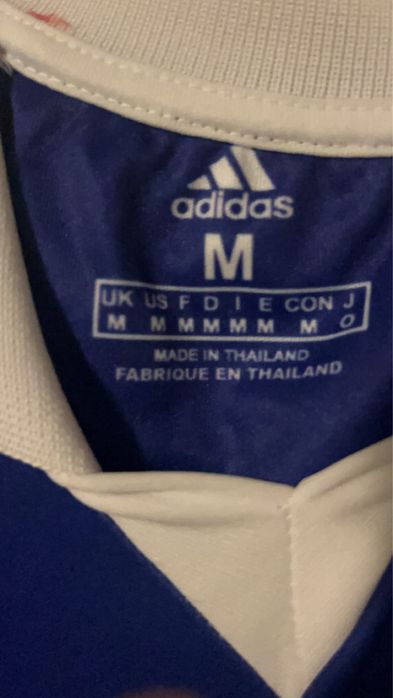 adidas
M
UK US F D I E CON J
M M M M M M M O
MADE IN THAILAND
FABRIQUE EN THAILAND